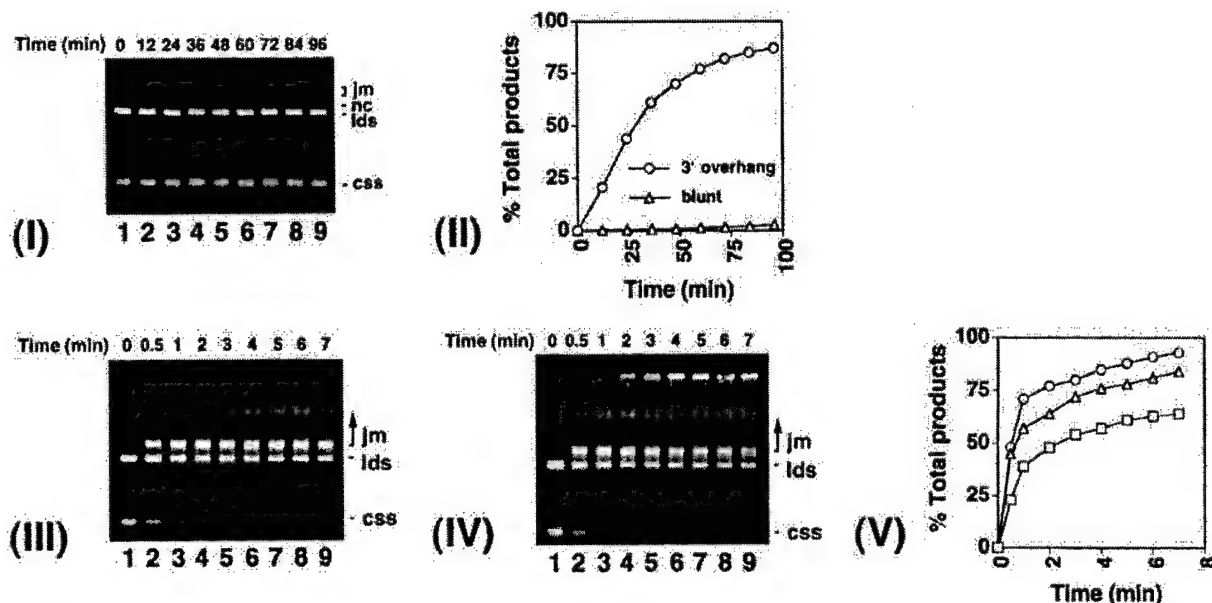 Time (min) 0 12 24 36 48 60 72 84 96
jm
nc
lds
css
1 2 3 4 5 6 7 8 9
(I)
% Total products
100
75
50
25
0
3' overhang
blunt
0 25 50 75 100
Time (min)
(II)
Time (min) 0 0.5 1 2 3 4 5 6 7
jm
lds
css
1 2 3 4 5 6 7 8 9
(III)
Time (min) 0 0.5 1 2 3 4 5 6 7
jm
lds
css
1 2 3 4 5 6 7 8 9
(IV)
% Total products
100
75
50
25
0
0 2 4 6 8
Time (min)
(V)